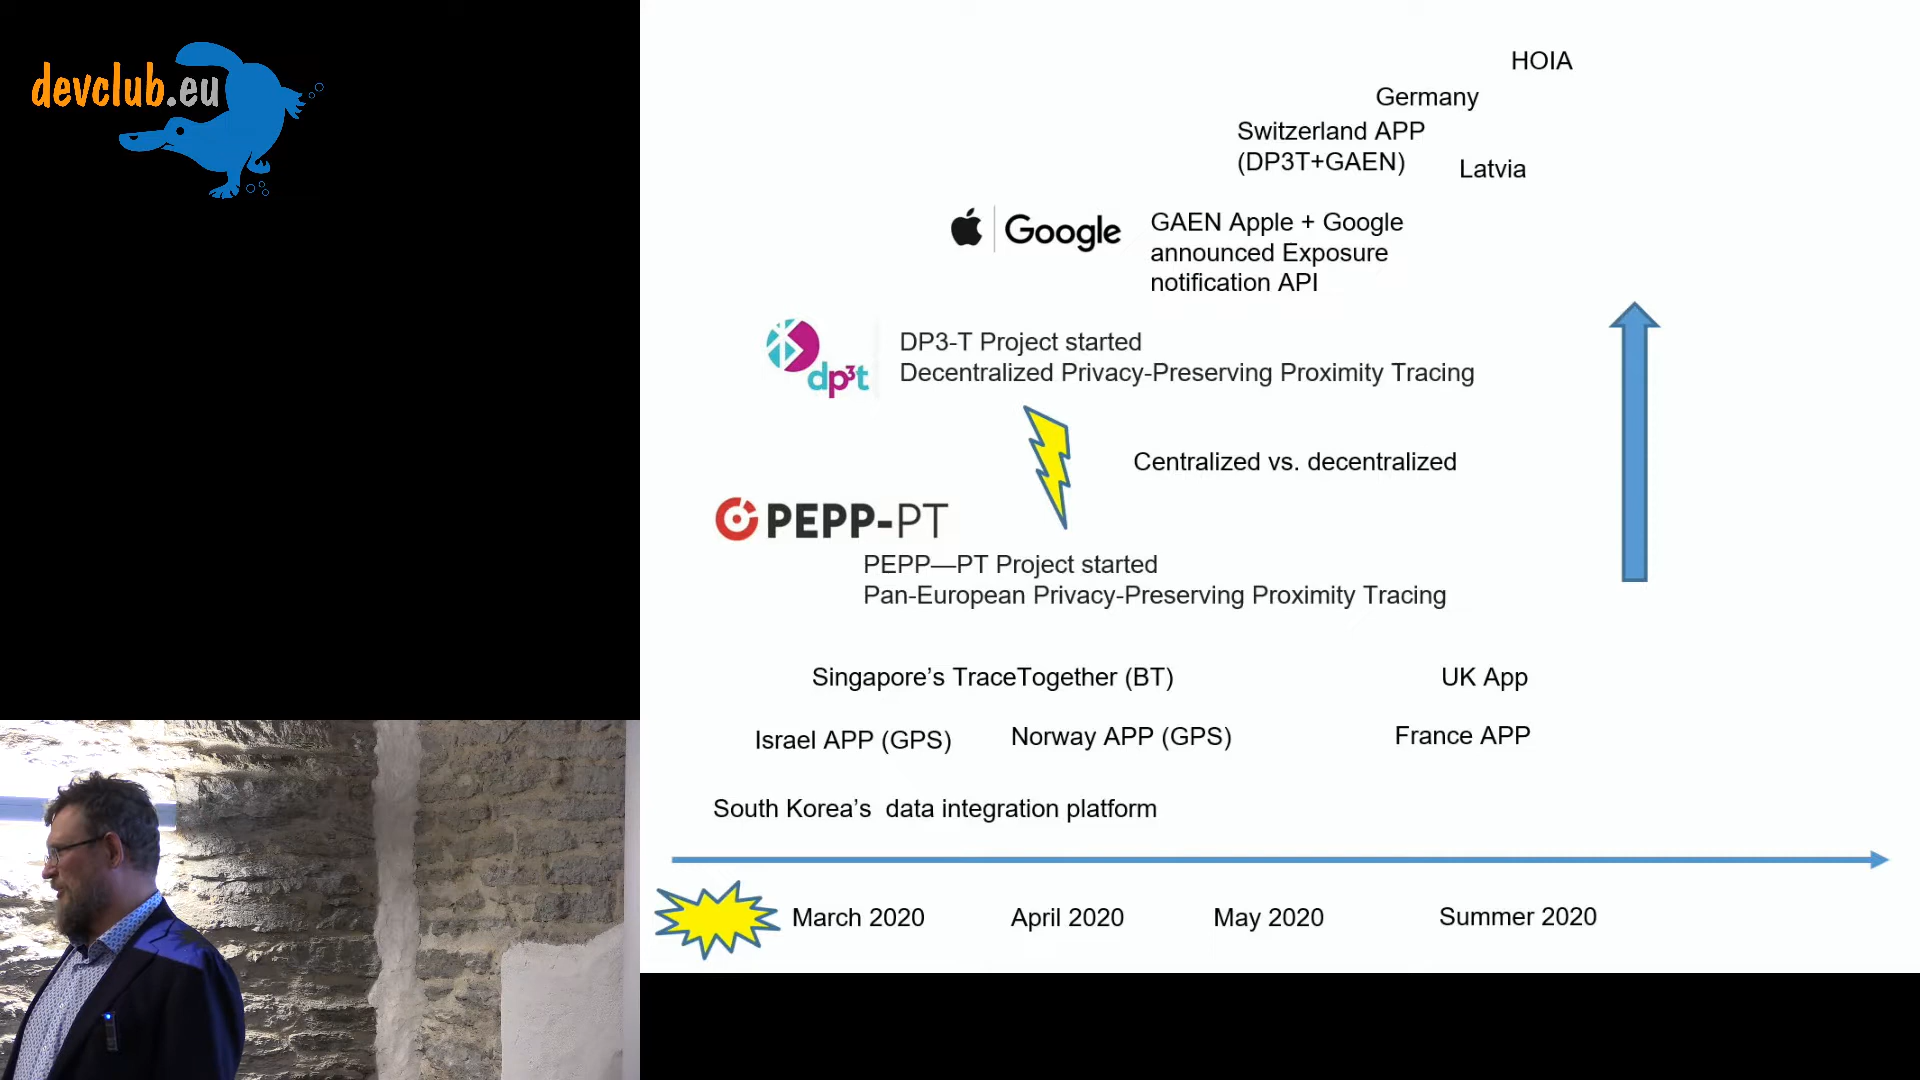 devclub.eu
HOIA
Germany
Switzerland APP
(DP3T+GAEN)
Latvia
Google
GAEN Apple + Google
announced Exposure
notification API
dp3t
DP3-T Project started
Decentralized Privacy-Preserving Proximity Tracing
Centralized vs. decentralized
PEPP-PT
PEPP—PT Project started
Pan-European Privacy-Preserving Proximity Tracing
Singapore’s TraceTogether (BT)
UK App
Israel APP (GPS)
Norway APP (GPS)
France APP
South Korea’s  data integration platform
March 2020
April 2020
May 2020
Summer 2020